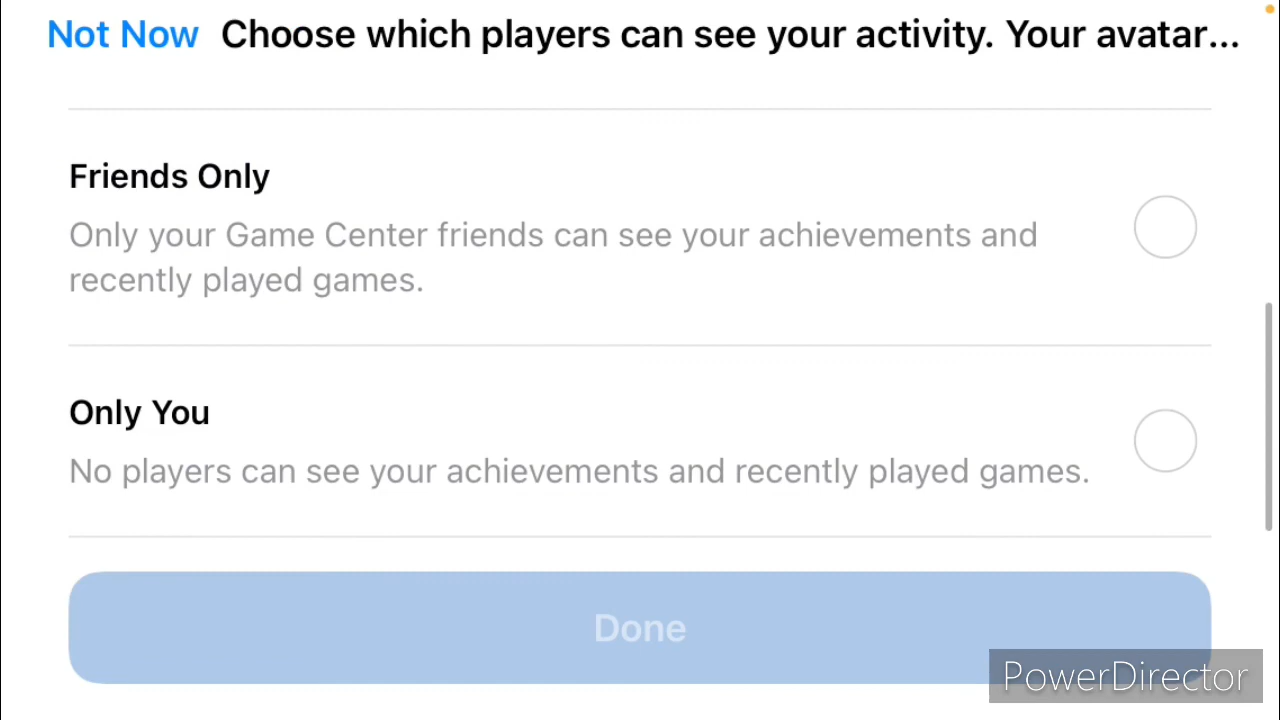 Not Now Choose which players can see your activity. Your avatar...
Friends Only
Only your Game Center friends can see your achievements and
recently played games.
Only You
No players can see your achievements and recently played games.
Done
PowerDirector